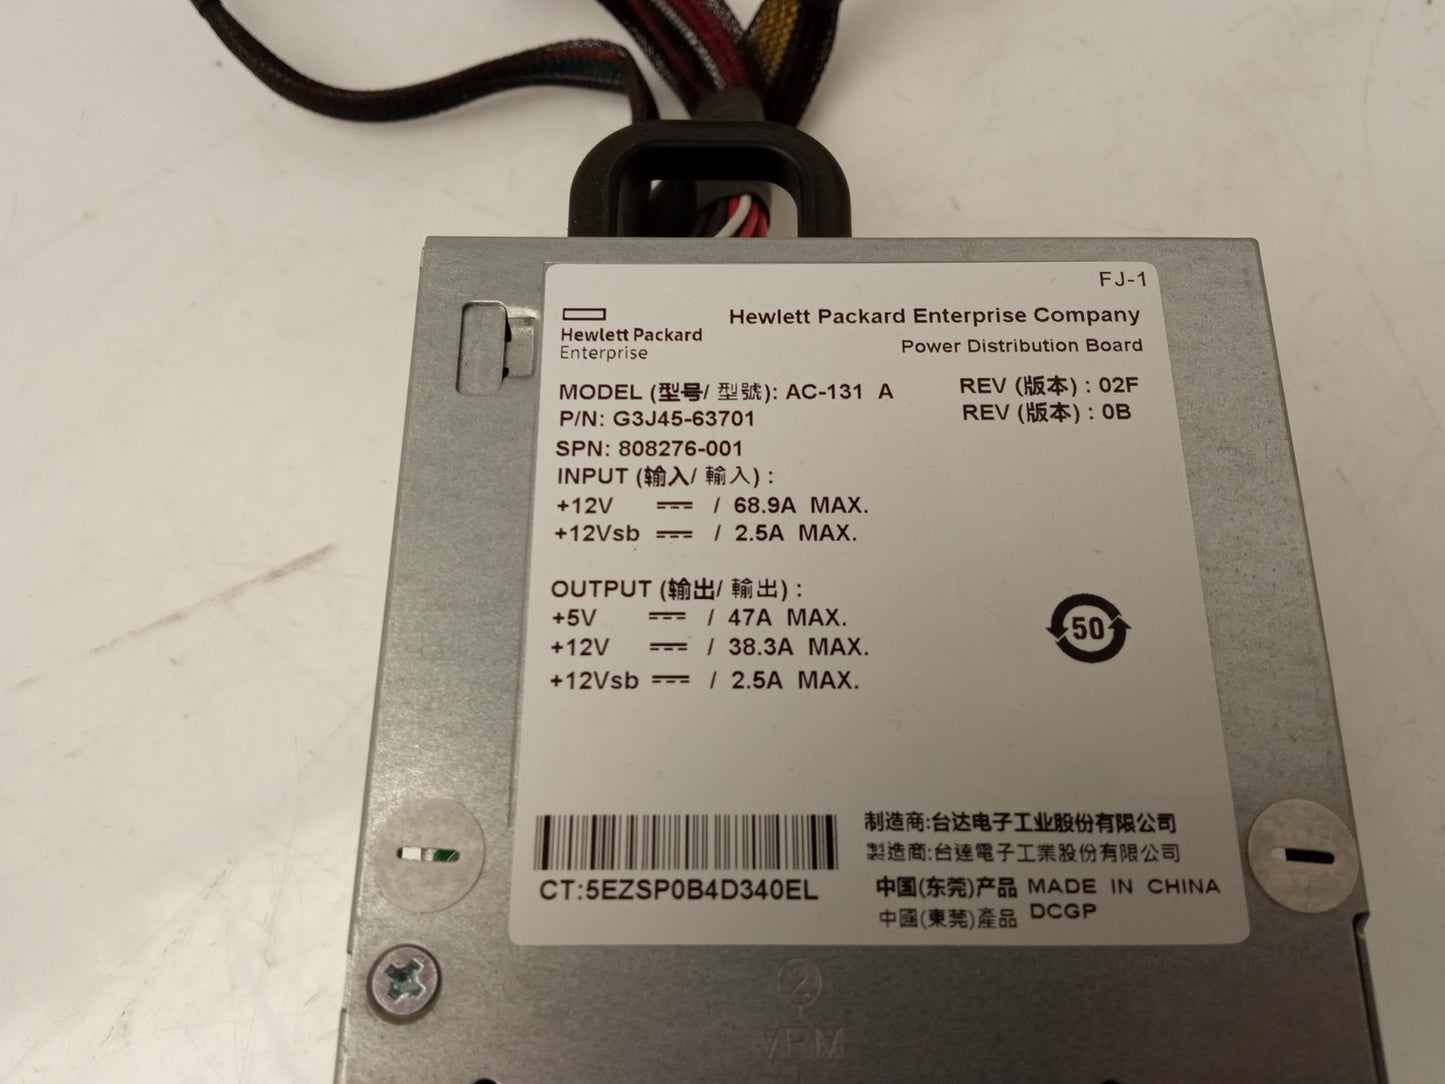 FJ-1
Hewlett Packard
Enterprise
Hewlett Packard Enterprise Company
Power Distribution Board
MODEL (型号/ 型號): AC-131 A
REV (版本) : 02F
P/N: G3J45-63701
REV (版本) : 0B
SPN: 808276-001
INPUT (输入/ 輸入) :
+12V ⎓ / 68.9A MAX.
+12Vsb ⎓ / 2.5A MAX.
OUTPUT (输出/ 輸出) :
+5V ⎓ / 47A MAX.
+12V ⎓ / 38.3A MAX.
+12Vsb ⎓ / 2.5A MAX.
50
CT:5EZSP0B4D340EL
制造商:台达电子工业股份有限公司
製造商:台達電子工業股份有限公司
中国(东莞)产品 MADE IN CHINA
中國(東莞)產品 DCGP
2
VRM